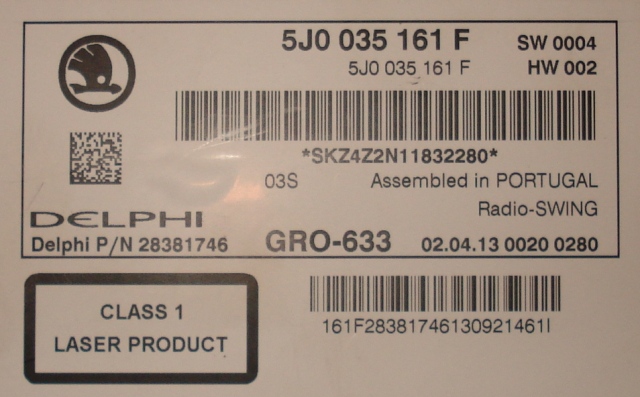 5J0 035 161 F SW 0004
5J0 035 161 F HW 002
*SKZ4Z2N11832280*
03S Assembled in PORTUGAL
Radio-SWING
DELPHI
Delphi P/N 28381746 GRO-633 02.04.13 0020 0280
CLASS 1
LASER PRODUCT
161F28381746130921461I